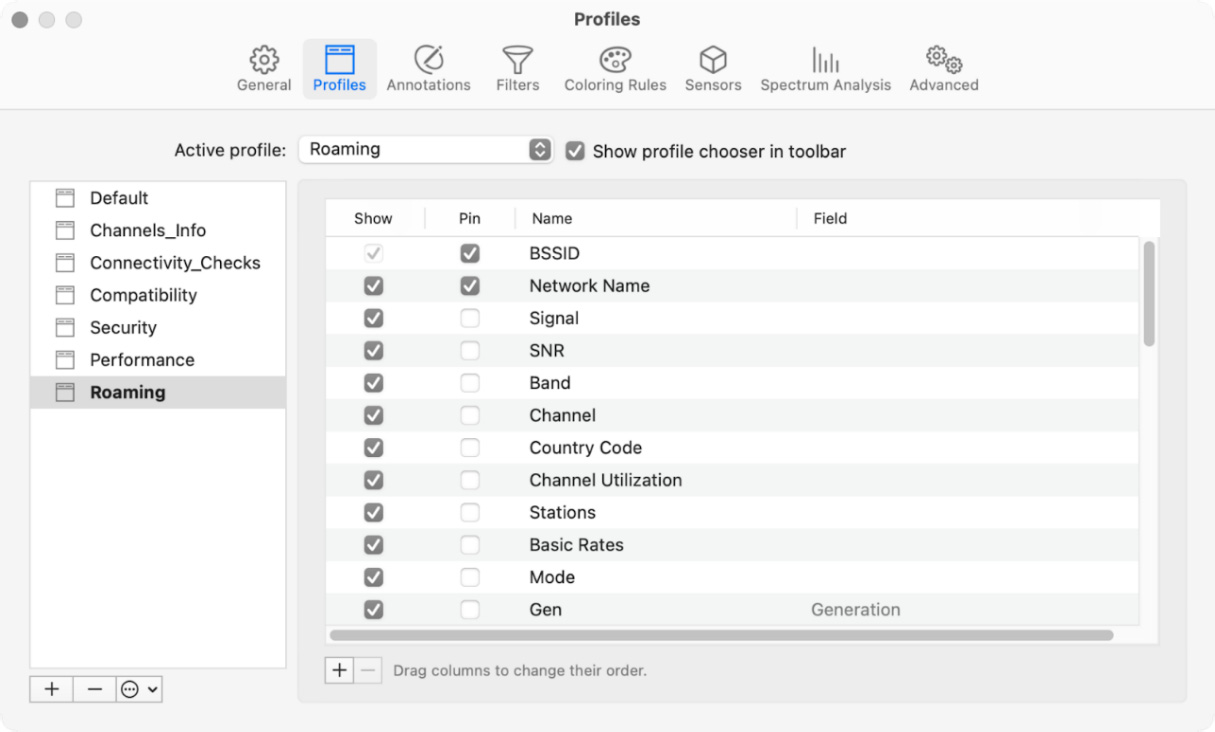 Profiles
General Profiles Annotations Filters Coloring Rules Sensors Spectrum Analysis Advanced
Active profile: Roaming Show profile chooser in toolbar
Default
Channels_Info
Connectivity_Checks
Compatibility
Security
Performance
Roaming
Show Pin Name Field
BSSID
Network Name
Signal
SNR
Band
Channel
Country Code
Channel Utilization
Stations
Basic Rates
Mode
Gen Generation
Drag columns to change their order.